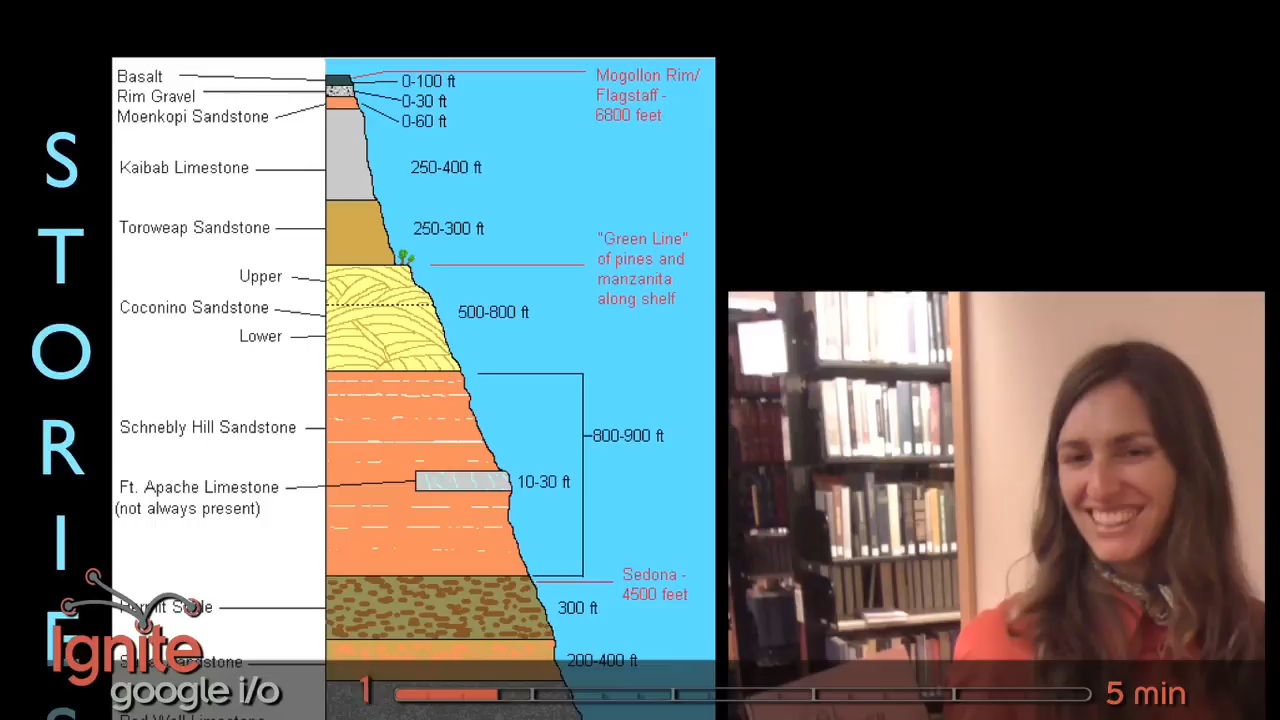 STORIES
Basalt
Rim Gravel
Moenkopi Sandstone
Kaibab Limestone
Toroweap Sandstone
Upper
Coconino Sandstone
Lower
Schnebly Hill Sandstone
Ft. Apache Limestone
(not always present)
0-100 ft
0-30 ft
0-60 ft
250-400 ft
250-300 ft
500-800 ft
800-900 ft
10-30 ft
300 ft
200-400 ft
Mogollon Rim/
Flagstaff -
6800 feet
"Green Line"
of pines and
manzanita
along shelf
Sedona -
4500 feet
Ignite
google i/o
1
5 min